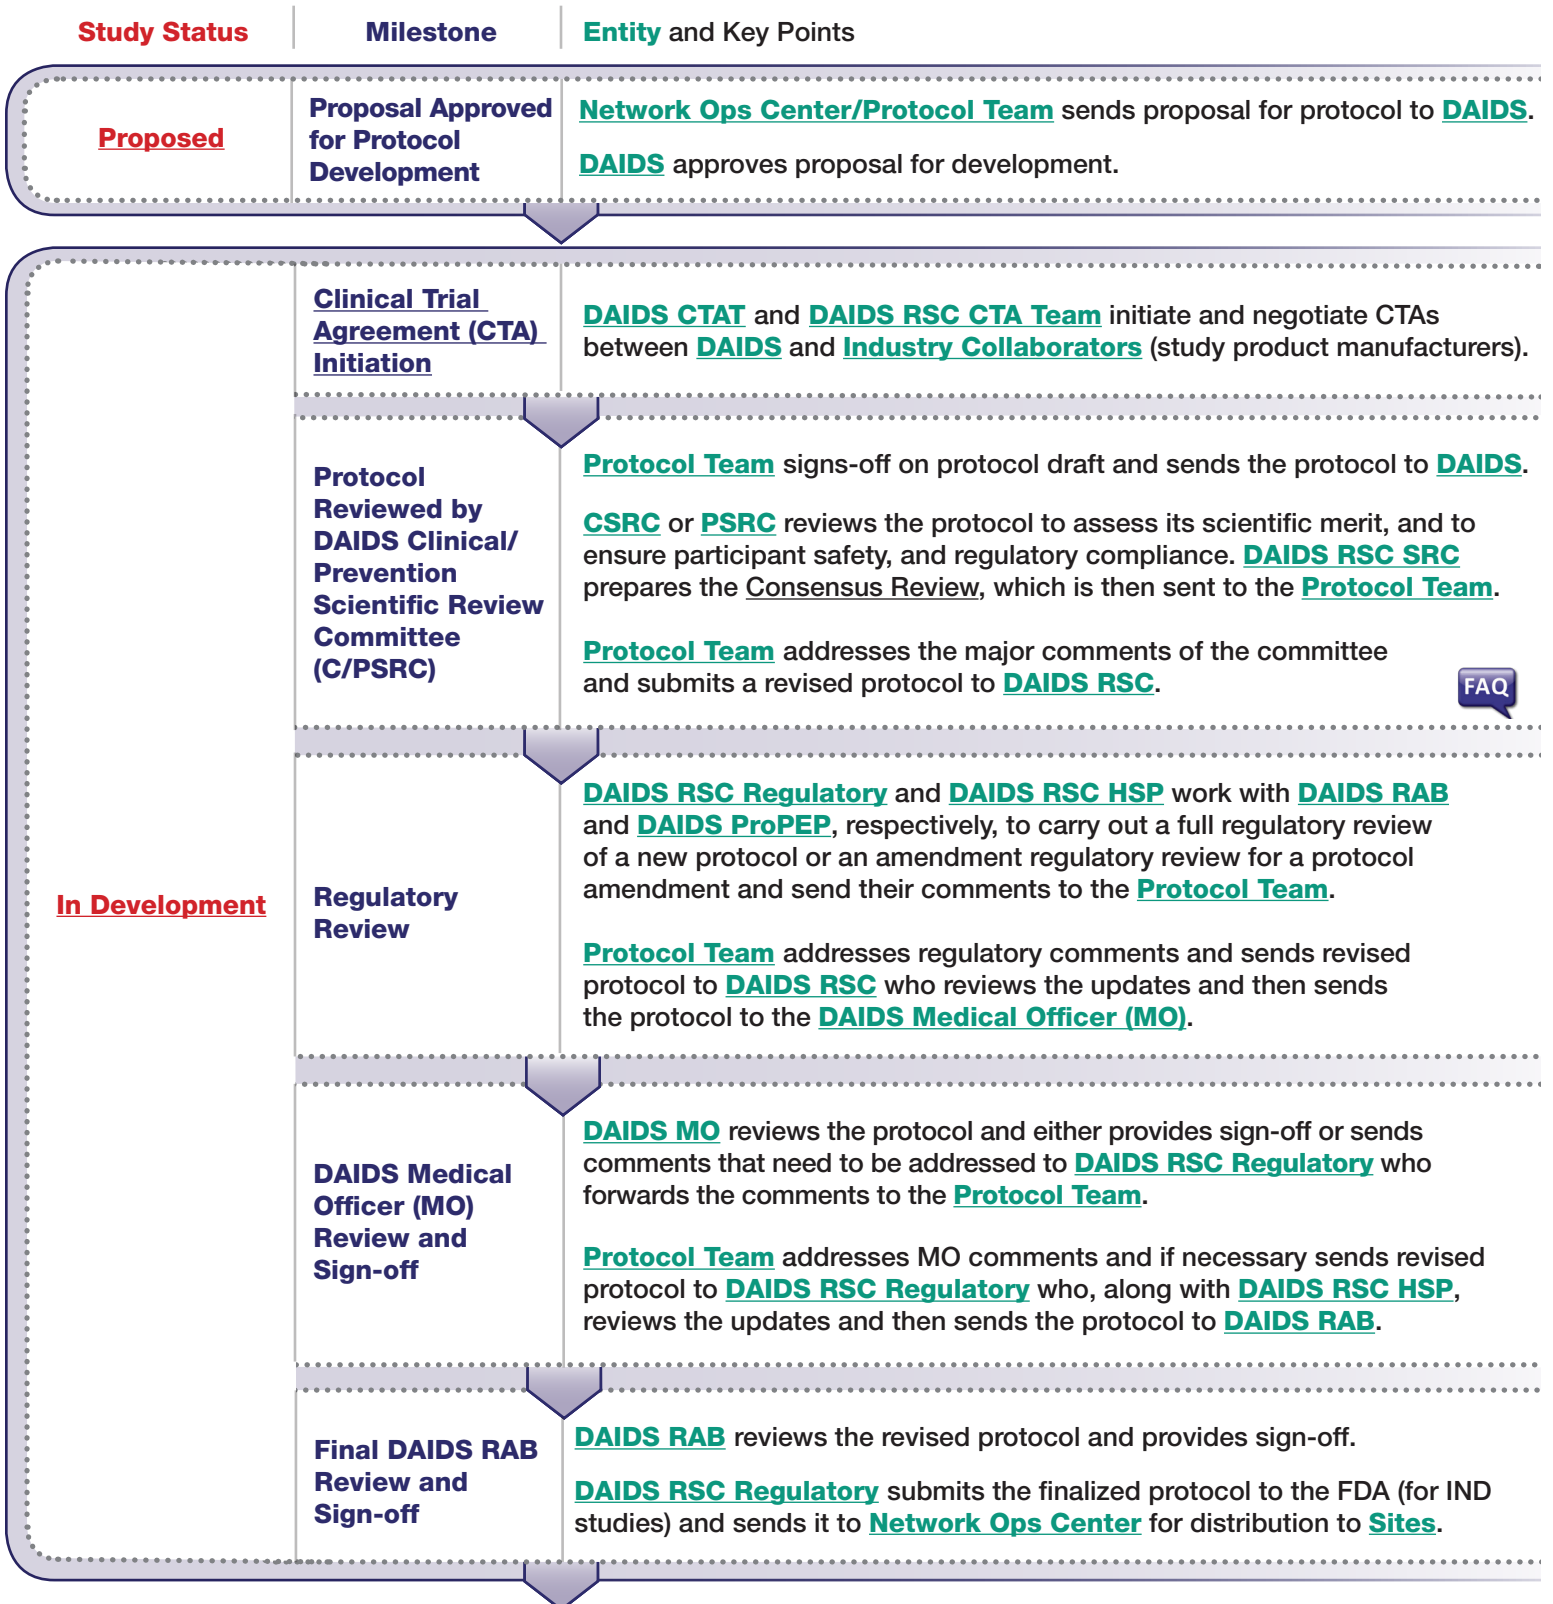 Study Status
Milestone
Entity and Key Points
Proposed
Proposal Approved
for Protocol
Development
Network Ops Center/Protocol Team sends proposal for protocol to DAIDS.
DAIDS approves proposal for development.
In Development
Clinical Trial
Agreement (CTA)
Initiation
DAIDS CTAT and DAIDS RSC CTA Team initiate and negotiate CTAs
between DAIDS and Industry Collaborators (study product manufacturers).
Protocol
Reviewed by
DAIDS Clinical/
Prevention
Scientific Review
Committee
(C/PSRC)
Protocol Team signs-off on protocol draft and sends the protocol to DAIDS.
CSRC or PSRC reviews the protocol to assess its scientific merit, and to
ensure participant safety, and regulatory compliance. DAIDS RSC SRC
prepares the Consensus Review, which is then sent to the Protocol Team.
Protocol Team addresses the major comments of the committee
and submits a revised protocol to DAIDS RSC.
FAQ
Regulatory
Review
DAIDS RSC Regulatory and DAIDS RSC HSP work with DAIDS RAB
and DAIDS ProPEP, respectively, to carry out a full regulatory review
of a new protocol or an amendment regulatory review for a protocol
amendment and send their comments to the Protocol Team.
Protocol Team addresses regulatory comments and sends revised
protocol to DAIDS RSC who reviews the updates and then sends
the protocol to the DAIDS Medical Officer (MO).
DAIDS Medical
Officer (MO)
Review and
Sign-off
DAIDS MO reviews the protocol and either provides sign-off or sends
comments that need to be addressed to DAIDS RSC Regulatory who
forwards the comments to the Protocol Team.
Protocol Team addresses MO comments and if necessary sends revised
protocol to DAIDS RSC Regulatory who, along with DAIDS RSC HSP,
reviews the updates and then sends the protocol to DAIDS RAB.
Final DAIDS RAB
Review and
Sign-off
DAIDS RAB reviews the revised protocol and provides sign-off.
DAIDS RSC Regulatory submits the finalized protocol to the FDA (for IND
studies) and sends it to Network Ops Center for distribution to Sites.